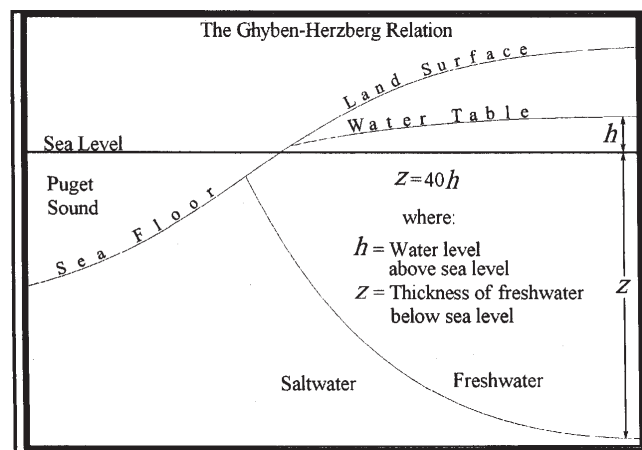 The Ghyben-Herzberg Relation
Land Surface
Water Table
h
Sea Level
Puget
Sound
Sea Floor
z=40h
where:
h = Water level
above sea level
z = Thickness of freshwater
below sea level
z
Saltwater
Freshwater